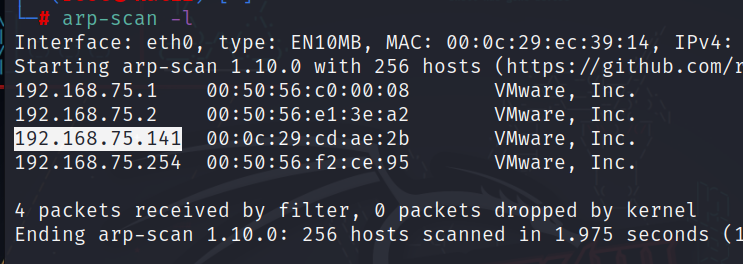 # arp-scan -l
Interface: eth0, type: EN10MB, MAC: 00:0c:29:ec:39:14, IPv4:
Starting arp-scan 1.10.0 with 256 hosts (https://github.com/r
192.168.75.1 00:50:56:c0:00:08 VMware, Inc.
192.168.75.2 00:50:56:e1:3e:a2 VMware, Inc.
192.168.75.141 00:0c:29:cd:ae:2b VMware, Inc.
192.168.75.254 00:50:56:f2:ce:95 VMware, Inc.
4 packets received by filter, 0 packets dropped by kernel
Ending arp-scan 1.10.0: 256 hosts scanned in 1.975 seconds (1